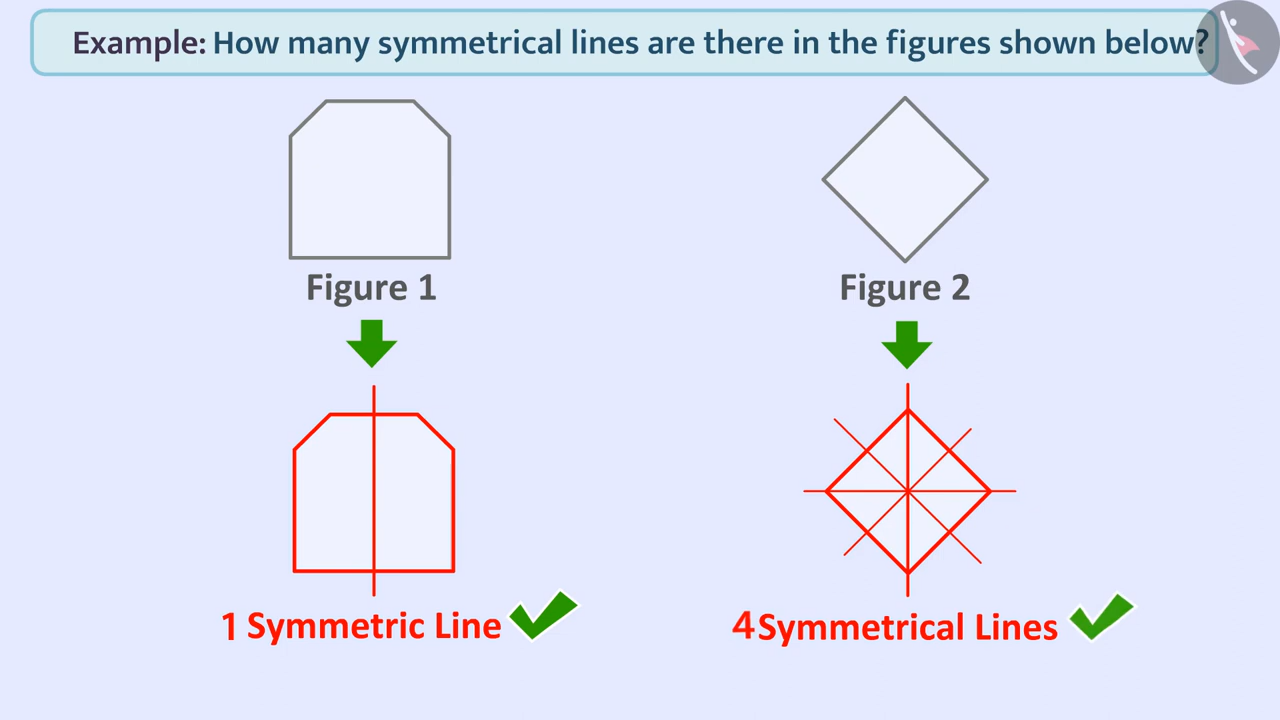 Example: How many symmetrical lines are there in the figures shown below?
Figure 1
Figure 2
1 Symmetric Line
4Symmetrical Lines